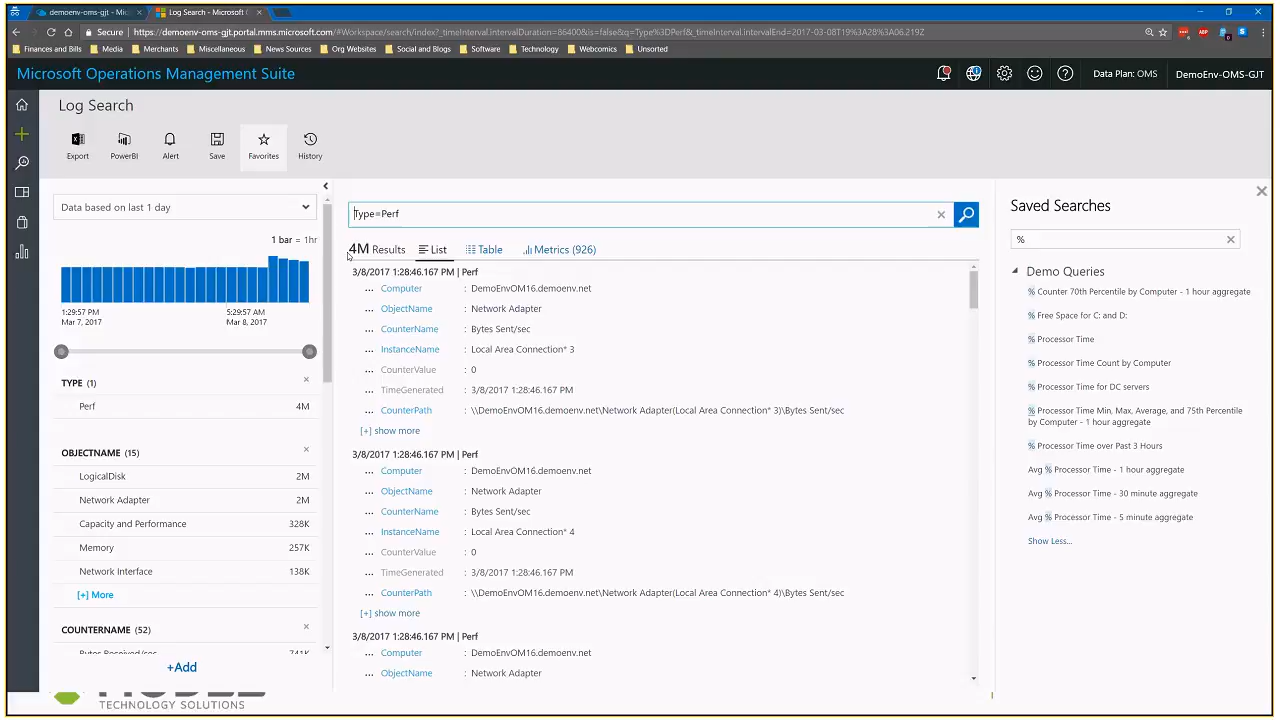 demoenv-oms-gjt - Mic
Log Search - Microsoft (
Secure
https://demoenv-oms-gjt.portal.mms.microsoft.com/#Workspace/search/index?_timeInterval.intervalDuration=86400&is=false&q=Type%3DPerf&_timeInterval.intervalEnd=2017-03-08T19%3A28%3A06.219Z
Finances and Bills
Media
Merchants
Miscellaneous
News Sources
Org Websites
Social and Blogs
Software
Technology
Webcomics
Unsorted
Microsoft Operations Management Suite
Data Plan: OMS
DemoEnv-OMS-GJT
Log Search
Export
PowerBI
Alert
Save
Favorites
History
Data based on last 1 day
1 bar = 1hr
1:29:57 PM
Mar 7, 2017
5:29:57 AM
Mar 8, 2017
TYPE (1)
Perf 4M
OBJECTNAME (15)
LogicalDisk 2M
Network Adapter 2M
Capacity and Performance 328K
Memory 257K
Network Interface 138K
[+] More
COUNTERNAME (52)
Bytes Received/sec 741K
+Add
Type=Perf
4M Results
List
Table
Metrics (926)
3/8/2017 1:28:46.167 PM | Perf
... Computer : DemoEnvOM16.demoenv.net
... ObjectName : Network Adapter
... CounterName : Bytes Sent/sec
... InstanceName : Local Area Connection* 3
... CounterValue : 0
... TimeGenerated : 3/8/2017 1:28:46.167 PM
... CounterPath : \\DemoEnvOM16.demoenv.net\Network Adapter(Local Area Connection* 3)\Bytes Sent/sec
[+] show more
3/8/2017 1:28:46.167 PM | Perf
... Computer : DemoEnvOM16.demoenv.net
... ObjectName : Network Adapter
... CounterName : Bytes Sent/sec
... InstanceName : Local Area Connection* 4
... CounterValue : 0
... TimeGenerated : 3/8/2017 1:28:46.167 PM
... CounterPath : \\DemoEnvOM16.demoenv.net\Network Adapter(Local Area Connection* 4)\Bytes Sent/sec
[+] show more
3/8/2017 1:28:46.167 PM | Perf
... Computer : DemoEnvOM16.demoenv.net
... ObjectName : Network Adapter
Saved Searches
%
Demo Queries
% Counter 70th Percentile by Computer - 1 hour aggregate
% Free Space for C: and D:
% Processor Time
% Processor Time Count by Computer
% Processor Time for DC servers
% Processor Time Min, Max, Average, and 75th Percentile
by Computer - 1 hour aggregate
% Processor Time over Past 3 Hours
Avg % Processor Time - 1 hour aggregate
Avg % Processor Time - 30 minute aggregate
Avg % Processor Time - 5 minute aggregate
Show Less...
TECHNOLOGY SOLUTIONS